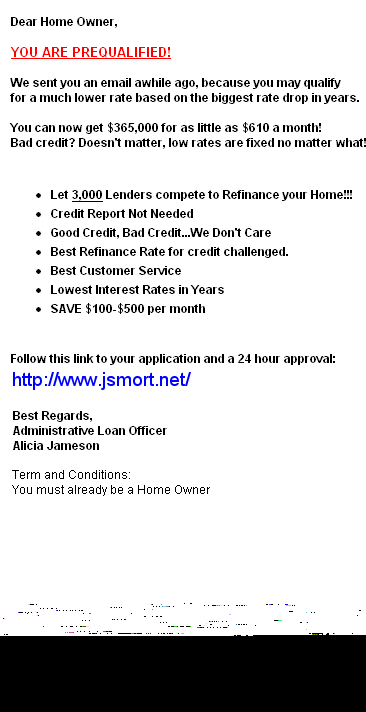 Dear Home Owner,
YOU ARE PREQUALIFIED!
We sent you an email awhile ago, because you may qualify
for a much lower rate based on the biggest rate drop in years.
You can now get $365,000 for as little as $610 a month!
Bad credit? Doesn't matter, low rates are fixed no matter what!
• Let 3,000 Lenders compete to Refinance your Home!!!
• Credit Report Not Needed
• Good Credit, Bad Credit...We Don't Care
• Best Refinance Rate for credit challenged.
• Best Customer Service
• Lowest Interest Rates in Years
• SAVE $100-$500 per month
Follow this link to your application and a 24 hour approval:
http://www.jsmort.net/
Best Regards,
Administrative Loan Officer
Alicia Jameson
Term and Conditions:
You must already be a Home Owner